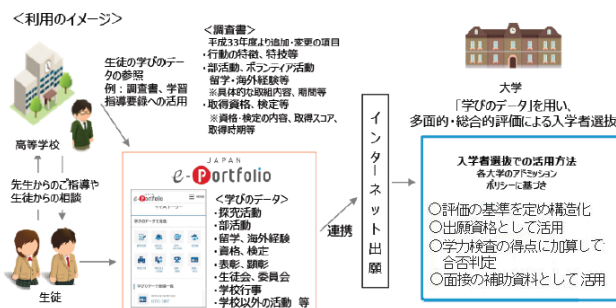 ＜利用のイメージ＞
生徒の学びのデー
タの参照
例：調査書、学習
指導要録への活用
高等学校
先生からのご指導や
生徒からの相談
生徒
＜調査書＞
平成33年度より追加・変更の項目
・行動の特徴、特技等
・部活動、ボランティア活動
留学・海外経験等
※具体的な取組内容、期間等
・取得資格、検定等
※資格・検定の内容、取得スコア、
取得時期等
JAPAN
e-Portfolio
e-Portfolio
MENU
＜学びのデータ＞
・探究活動
・部活動
・留学、海外経験
・資格、検定
・表彰、顕彰
・生徒会、委員会
・学校行事
・学校以外の活動 等
連携
インターネット出願
大学
「学びのデータ」を用い、
多面的・総合的評価による入学者選抜
入学者選抜での活用方法
各大学のアドミッション
ポリシーに基づき
○評価の基準を定め構造化
○出願資格として活用
○学力検査の得点に加算して
合否判定
○面接の補助資料として活用